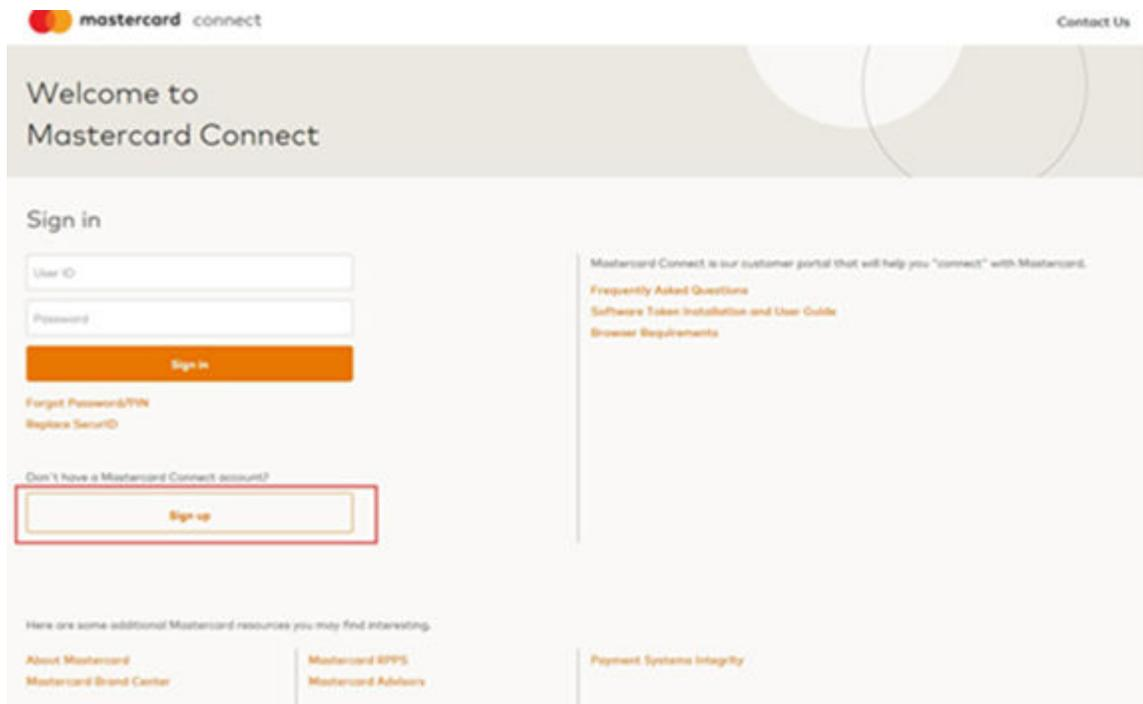 mastercard connect
Contact Us
Welcome to
Mastercard Connect
Sign in
User ID
Password
Sign in
Forgot Password/PIN
Replace SecurID
Don't have a Mastercard Connect account?
Sign up
Mastercard Connect is our customer portal that will help you "connect" with Mastercard.
Frequently Asked Questions
Software Token Installation and User Guide
Browser Requirements
Here are some additional Mastercard resources you may find interesting.
About Mastercard
Mastercard Brand Center
Mastercard RPPS
Mastercard Advisors
Payment Systems Integrity